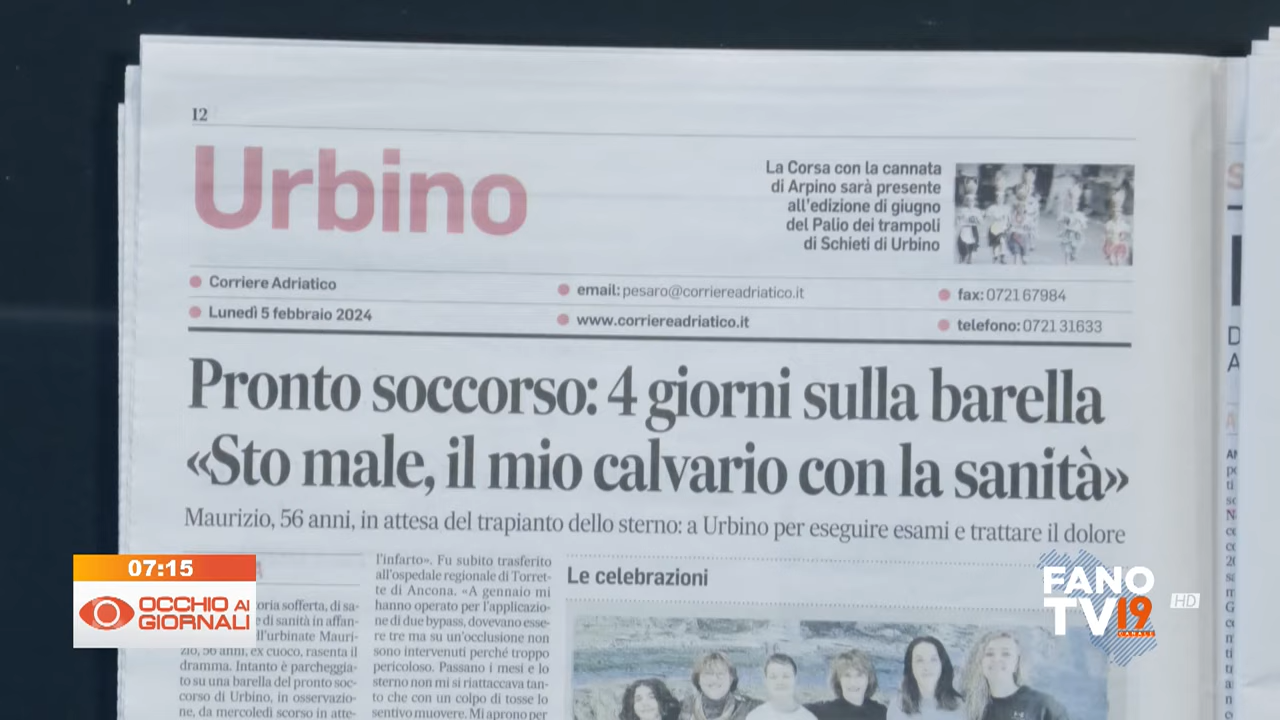 12
Urbino
La Corsa con la cannata
di Arpino sarà presente
all'edizione di giugno
del Palio dei trampoli
di Schieti di Urbino
Corriere Adriatico
Lunedì 5 febbraio 2024
email: pesaro@corriereadriatico.it
www.corriereadriatico.it
fax: 0721 67984
telefono: 0721 31633
Pronto soccorso: 4 giorni sulla barella
«Sto male, il mio calvario con la sanità»
Maurizio, 56 anni, in attesa del trapianto dello sterno: a Urbino per eseguire esami e trattare il dolore
sofferta, di sa-
e di sanità in affan-
l'urbinate Mauri-
zio, 56 anni, ex cuoco, rasenta il
dramma. Intanto è parcheggia-
to su una barella del pronto soc-
corso di Urbino, in osservazio-
ne, da mercoledì scorso in atte-
l'infarto». Fu subito trasferito
all'ospedale regionale di Torret-
te di Ancona. «A gennaio mi
hanno operato per l'applicazio-
ne di due bypass, dovevano esse-
re tre ma su un'occlusione non
sono intervenuti perché troppo
pericoloso. Passano i mesi e lo
sterno non mi si riattaccava tan-
to che con un colpo di tosse lo
sentivo muovere. Mi aprono per
Le celebrazioni
07:15
OCCHIO AI
GIORNALI
FANO
TV19
CANALE
HD